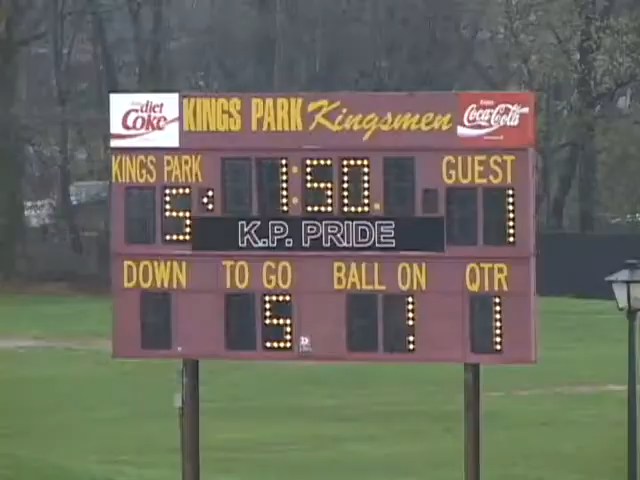 diet Coke KINGS PARK Kingsmen Enjoy Coca-Cola
KINGS PARK 5 1:50. GUEST 1
K.P. PRIDE
DOWN TO GO BALL ON QTR
5 1 1